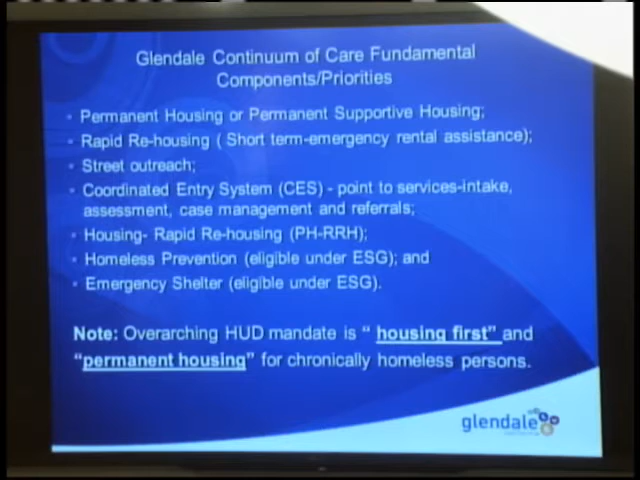 Glendale Continuum of Care Fundamental
Components/Priorities
• Permanent Housing or Permanent Supportive Housing;
• Rapid Re-housing ( Short term-emergency rental assistance);
• Street outreach;
• Coordinated Entry System (CES) - point to services-intake,
assessment, case management and referrals;
• Housing- Rapid Re-housing (PH-RRH);
• Homeless Prevention (eligible under ESG); and
• Emergency Shelter (eligible under ESG).
Note: Overarching HUD mandate is “ housing first” and
“permanent housing” for chronically homeless persons.
glendale